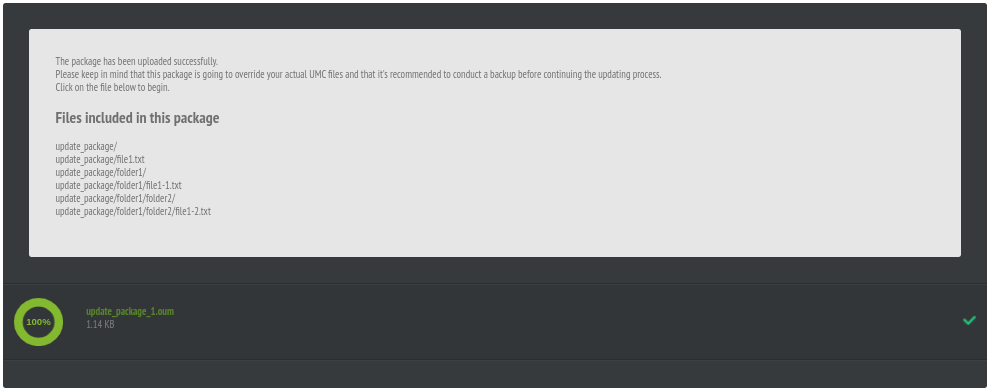 The package has been uploaded successfully.
Please keep in mind that this package is going to override your actual UMC files and that it's recommended to conduct a backup before continuing the updating process.
Click on the file below to begin.
Files included in this package
update_package/
update_package/file1.txt
update_package/folder1/
update_package/folder1/file1-1.txt
update_package/folder1/folder2/
update_package/folder1/folder2/file1-2.txt
100%
update_package_1.oum
1.14 KB